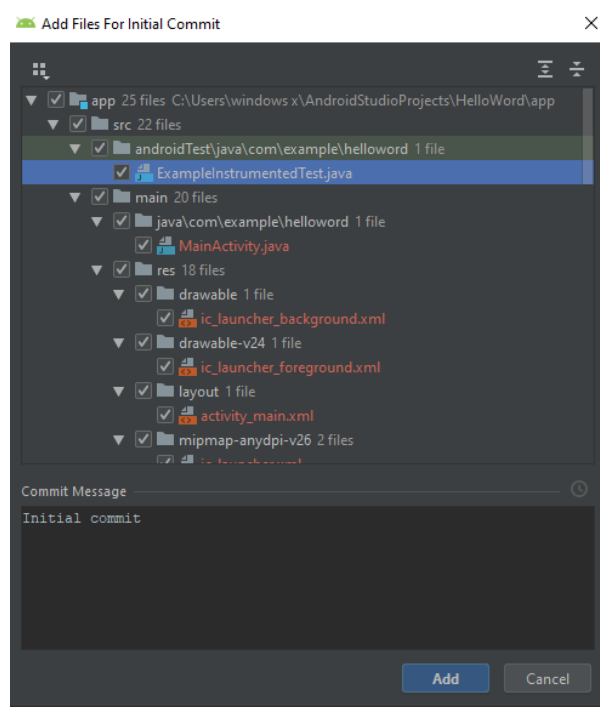 Add Files For Initial Commit
app 25 files C:\Users\windows x\AndroidStudioProjects\HelloWord\app
src 22 files
androidTest\java\com\example\helloword 1 file
ExampleInstrumentedTest.java
main 20 files
java\com\example\helloword 1 file
MainActivity.java
res 18 files
drawable 1 file
ic_launcher_background.xml
drawable-v24 1 file
ic_launcher_foreground.xml
layout 1 file
activity_main.xml
mipmap-anydpi-v26 2 files
Commit Message
Initial commit
Add Cancel